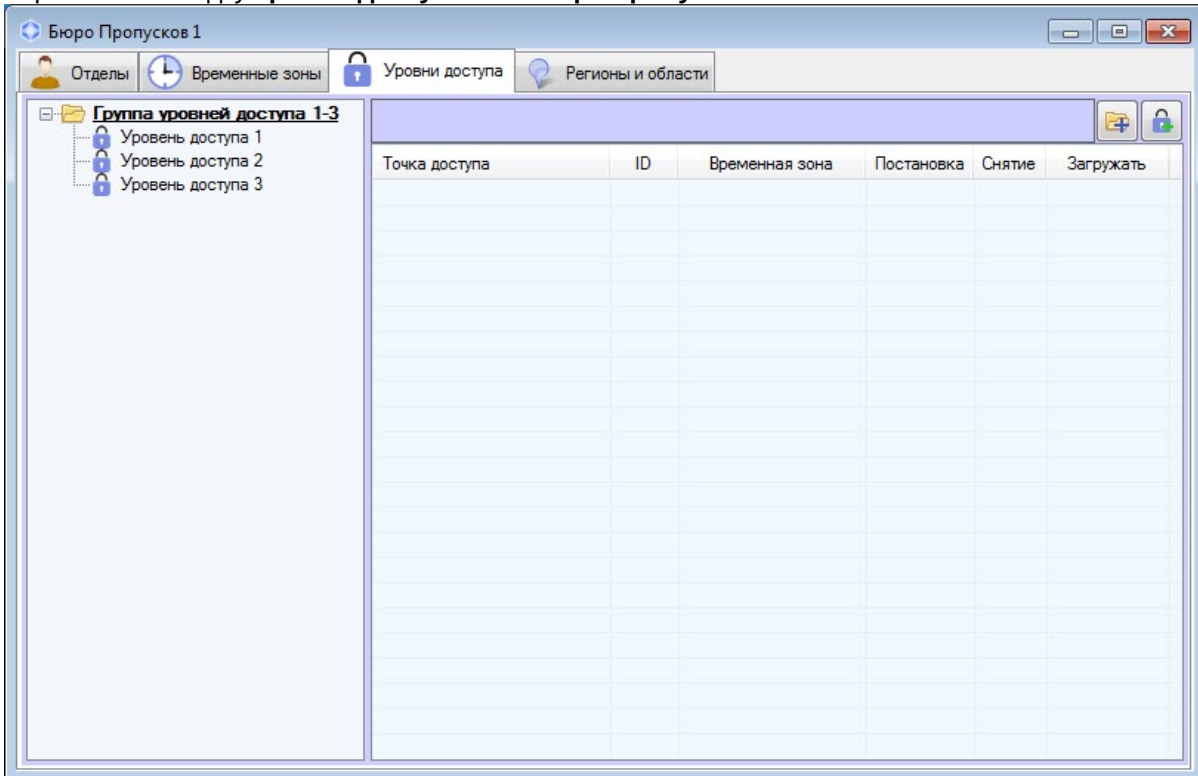 Бюро Пропусков 1
Отделы Временные зоны Уровни доступа Регионы и области
Группа уровней доступа 1-3
Уровень доступа 1
Уровень доступа 2
Уровень доступа 3
Точка доступа ID Временная зона Постановка Снятие Загружать